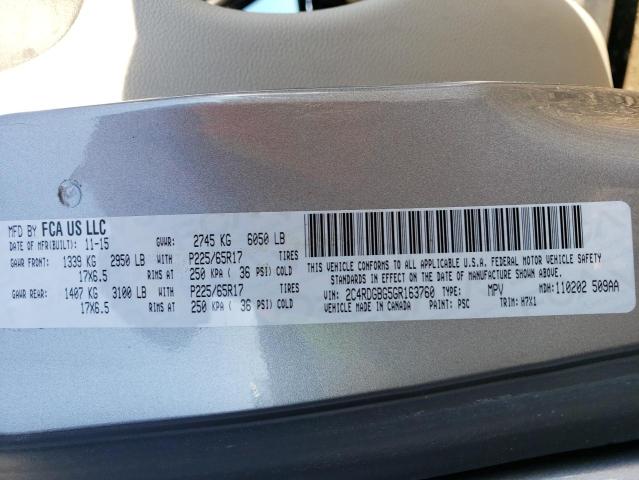 MFD BY FCA US LLC
DATE OF MFR(BUILT): 11-15 GVWR: 2745 KG 6050 LB
GAWR FRONT: 1339 KG 2950 LB WITH P225/65R17 TIRES
17X6.5 RIMS AT 250 KPA ( 36 PSI) COLD
GAWR REAR: 1407 KG 3100 LB WITH P225/65R17 TIRES
17X6.5 RIMS AT 250 KPA ( 36 PSI) COLD
THIS VEHICLE CONFORMS TO ALL APPLICABLE U.S.A. FEDERAL MOTOR VEHICLE SAFETY
STANDARDS IN EFFECT ON THE DATE OF MANUFACTURE SHOWN ABOVE.
VIN: 2C4RDGBG5GR163760 TYPE: MPV MDH: 110202 509AA
VEHICLE MADE IN CANADA PAINT: PSC TRIM: H7X1